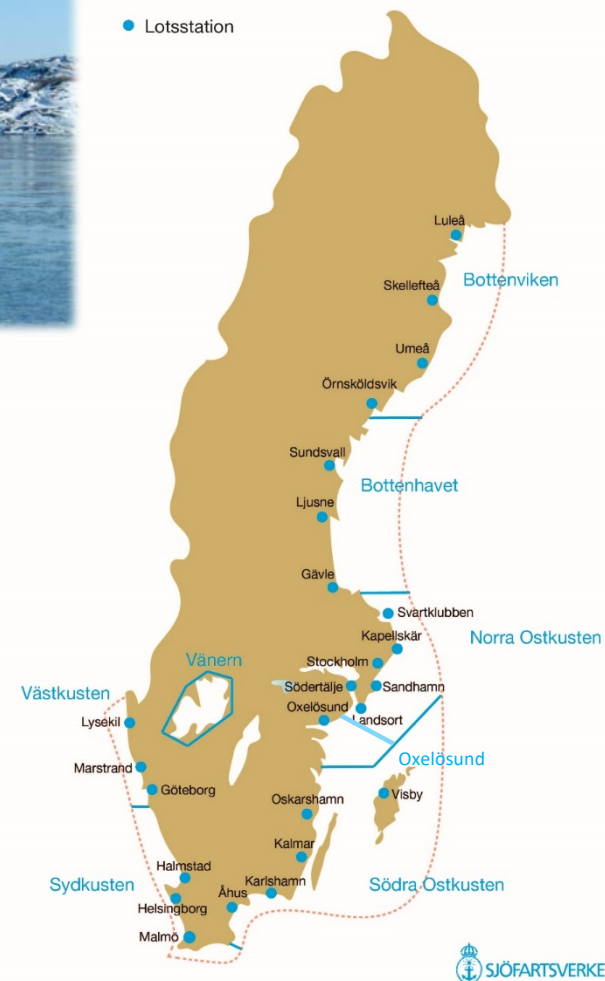 Lotsstation
Luleå
Bottenviken
Skellefteå
Umeå
Örnsköldsvik
Sundsvall
Bottenhavet
Ljusne
Gävle
Svartklubben
Kapellskär
Norra Ostkusten
Stockholm
Vänern
Södertälje
Sandhamn
Västkusten
Oxelösund
Landsort
Lysekil
Oxelösund
Marstrand
Göteborg
Visby
Oskarshamn
Kalmar
Halmstad
Karlshamn
Sydkusten
Åhus
Södra Ostkusten
Helsingborg
Malmö
SJÖFARTSVERKE